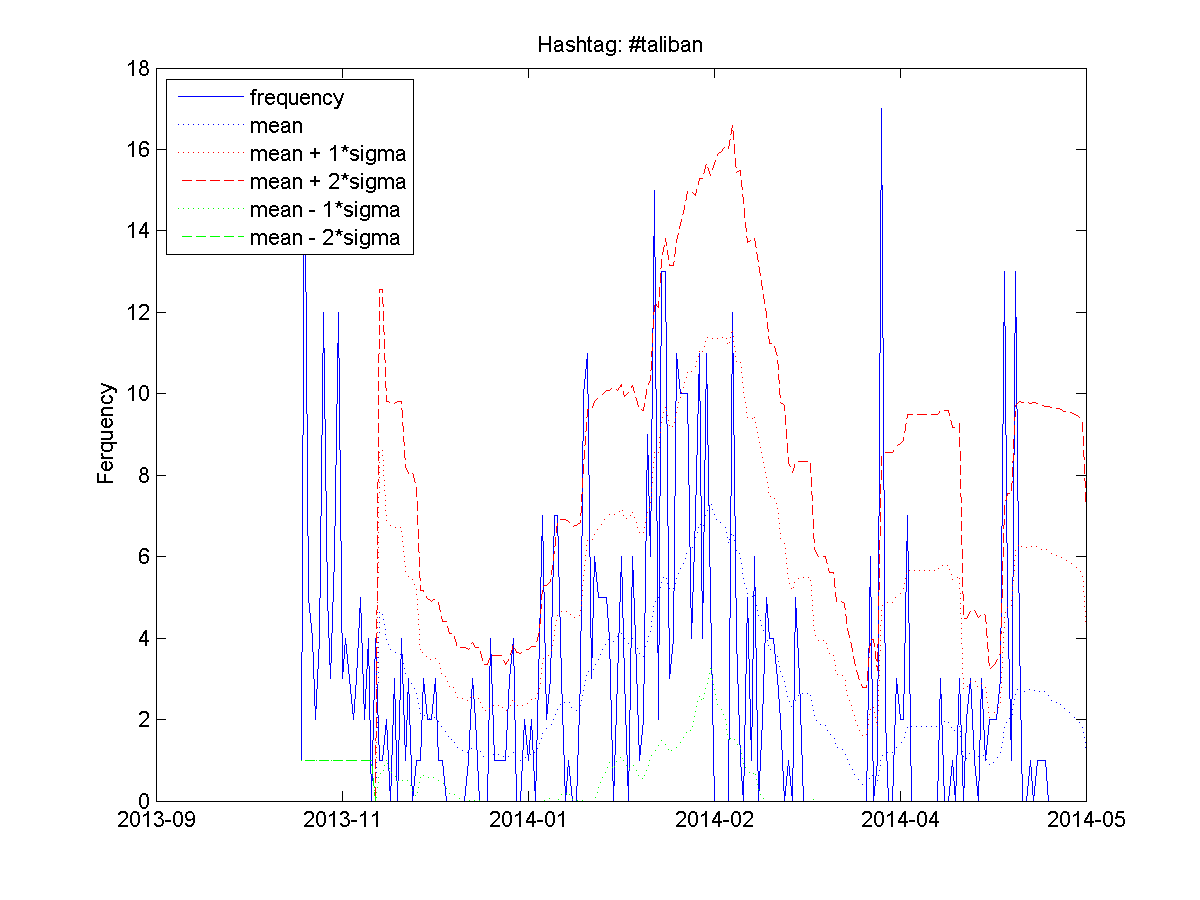 Hashtag: #taliban
18
16
14
12
10
8
6
4
2
0
Ferquency
frequency
mean
mean + 1*sigma
mean + 2*sigma
mean - 1*sigma
mean - 2*sigma
2013-09 2013-11 2014-01 2014-02 2014-04 2014-05